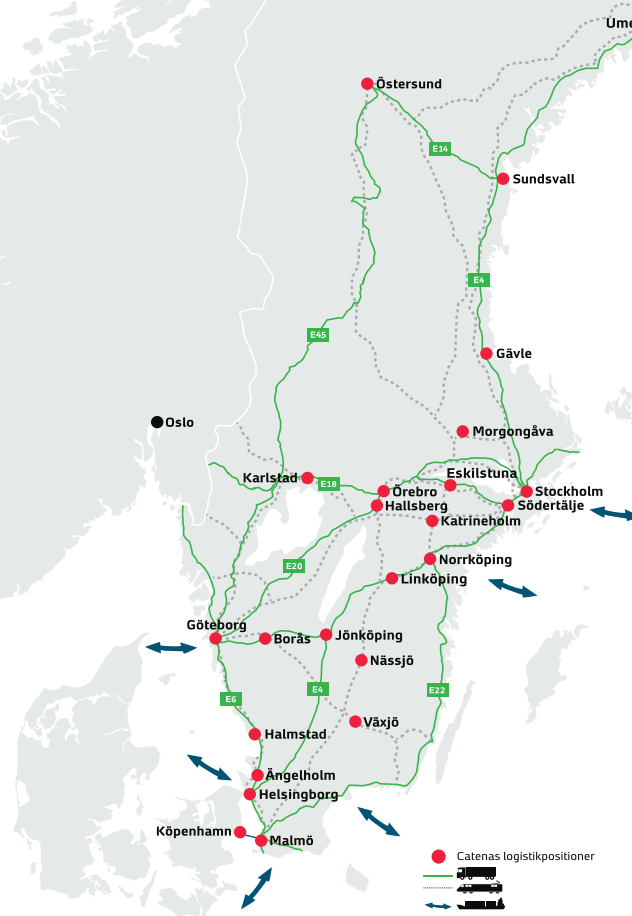 Ume
Östersund
E14
Sundsvall
E4
E45
Gävle
Oslo
Morgongåva
Karlstad
E18
Eskilstuna
Örebro
Stockholm
Hallsberg
Södertälje
Katrineholm
E20
Norrköping
Linköping
Göteborg
Borås
Jönköping
Nässjö
E6
E4
E22
Växjö
Halmstad
Ängelholm
Helsingborg
Köpenhamn
Malmö
Catenas logistikpositioner